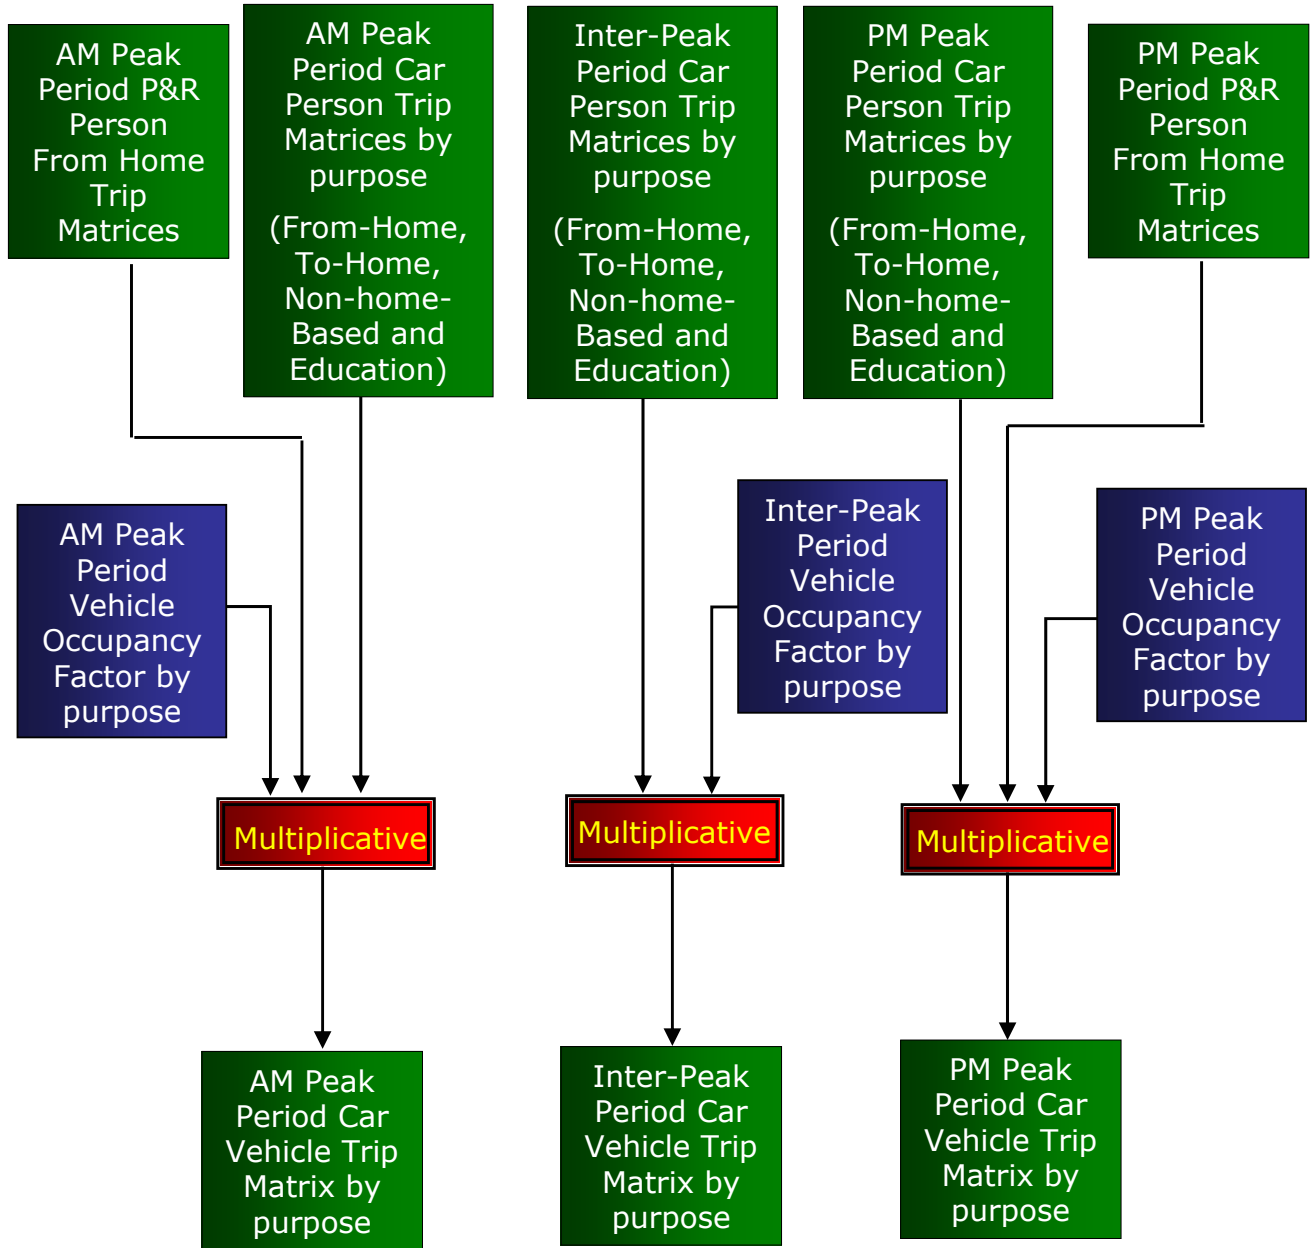 AM Peak
Period P&R
Person
From Home
Trip
Matrices
AM Peak
Period Car
Person Trip
Matrices by
purpose
(From-Home,
To-Home,
Non-home-
Based and
Education)
Inter-Peak
Period Car
Person Trip
Matrices by
purpose
(From-Home,
To-Home,
Non-home-
Based and
Education)
PM Peak
Period Car
Person Trip
Matrices by
purpose
(From-Home,
To-Home,
Non-home-
Based and
Education)
PM Peak
Period P&R
Person
From Home
Trip
Matrices
AM Peak
Period
Vehicle
Occupancy
Factor by
purpose
Inter-Peak
Period
Vehicle
Occupancy
Factor by
purpose
PM Peak
Period
Vehicle
Occupancy
Factor by
purpose
Multiplicative
Multiplicative
Multiplicative
AM Peak
Period Car
Vehicle Trip
Matrix by
purpose
Inter-Peak
Period Car
Vehicle Trip
Matrix by
purpose
PM Peak
Period Car
Vehicle Trip
Matrix by
purpose